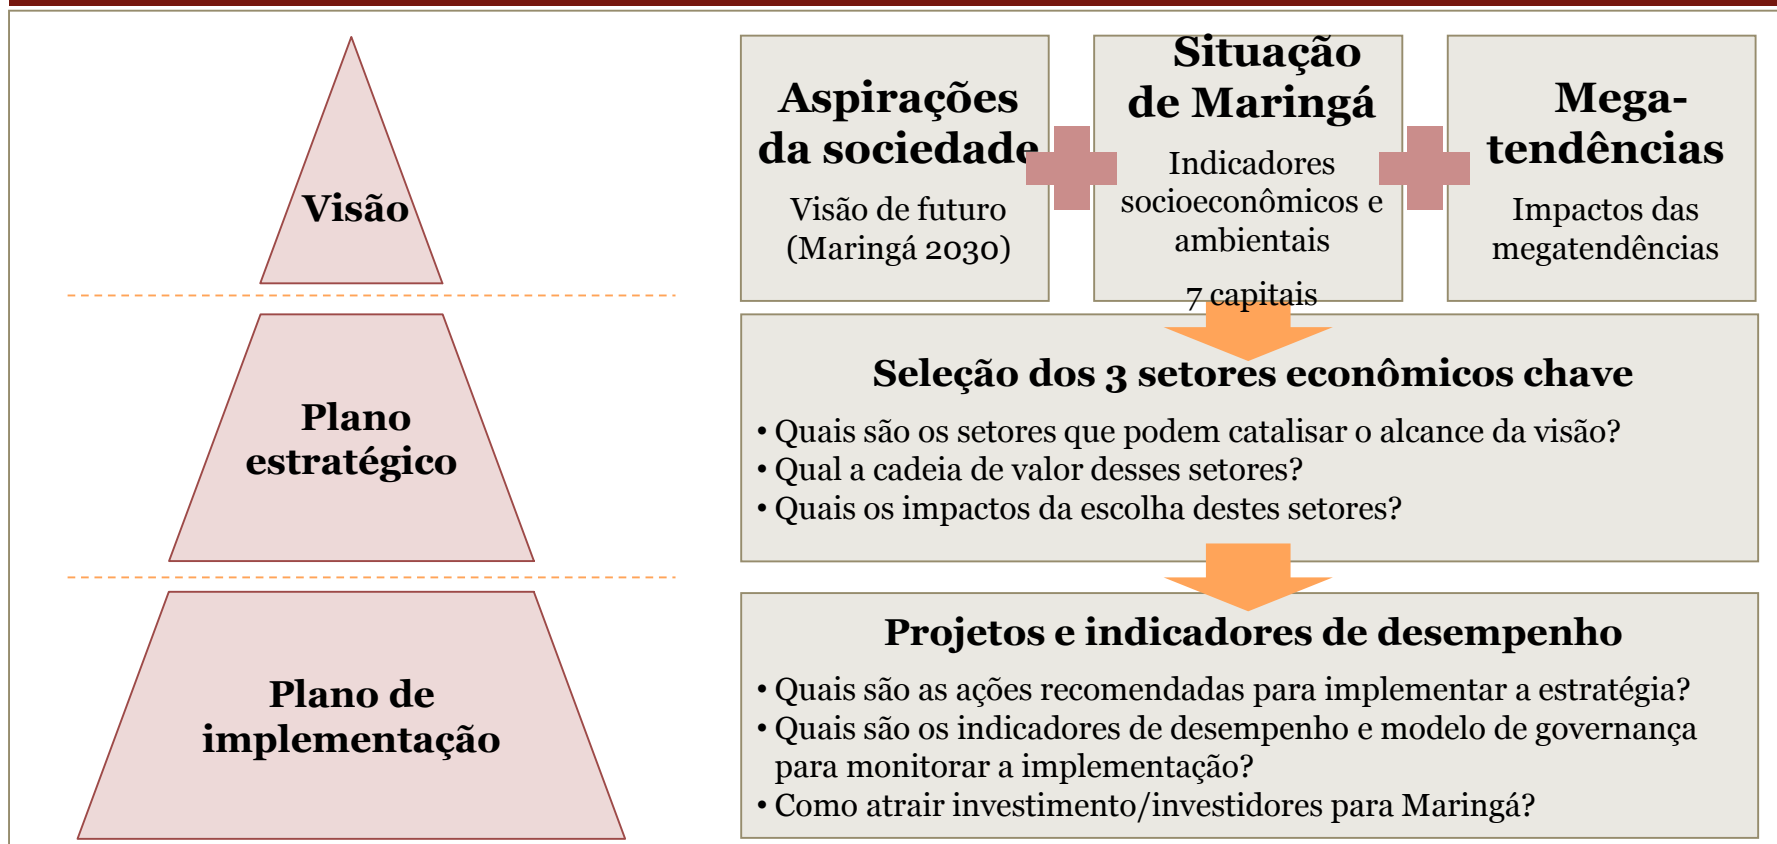 Visão
Plano
estratégico
Plano de
implementação
Aspirações
da sociedade
Visão de futuro
(Maringá 2030)
Situação
de Maringá
Indicadores
socioeconômicos e
ambientais
7 capitais
Mega-
tendências
Impactos das
megatendências
Seleção dos 3 setores econômicos chave
• Quais são os setores que podem catalisar o alcance da visão?
• Qual a cadeia de valor desses setores?
• Quais os impactos da escolha destes setores?
Projetos e indicadores de desempenho
• Quais são as ações recomendadas para implementar a estratégia?
• Quais são os indicadores de desempenho e modelo de governança
para monitorar a implementação?
• Como atrair investimento/investidores para Maringá?